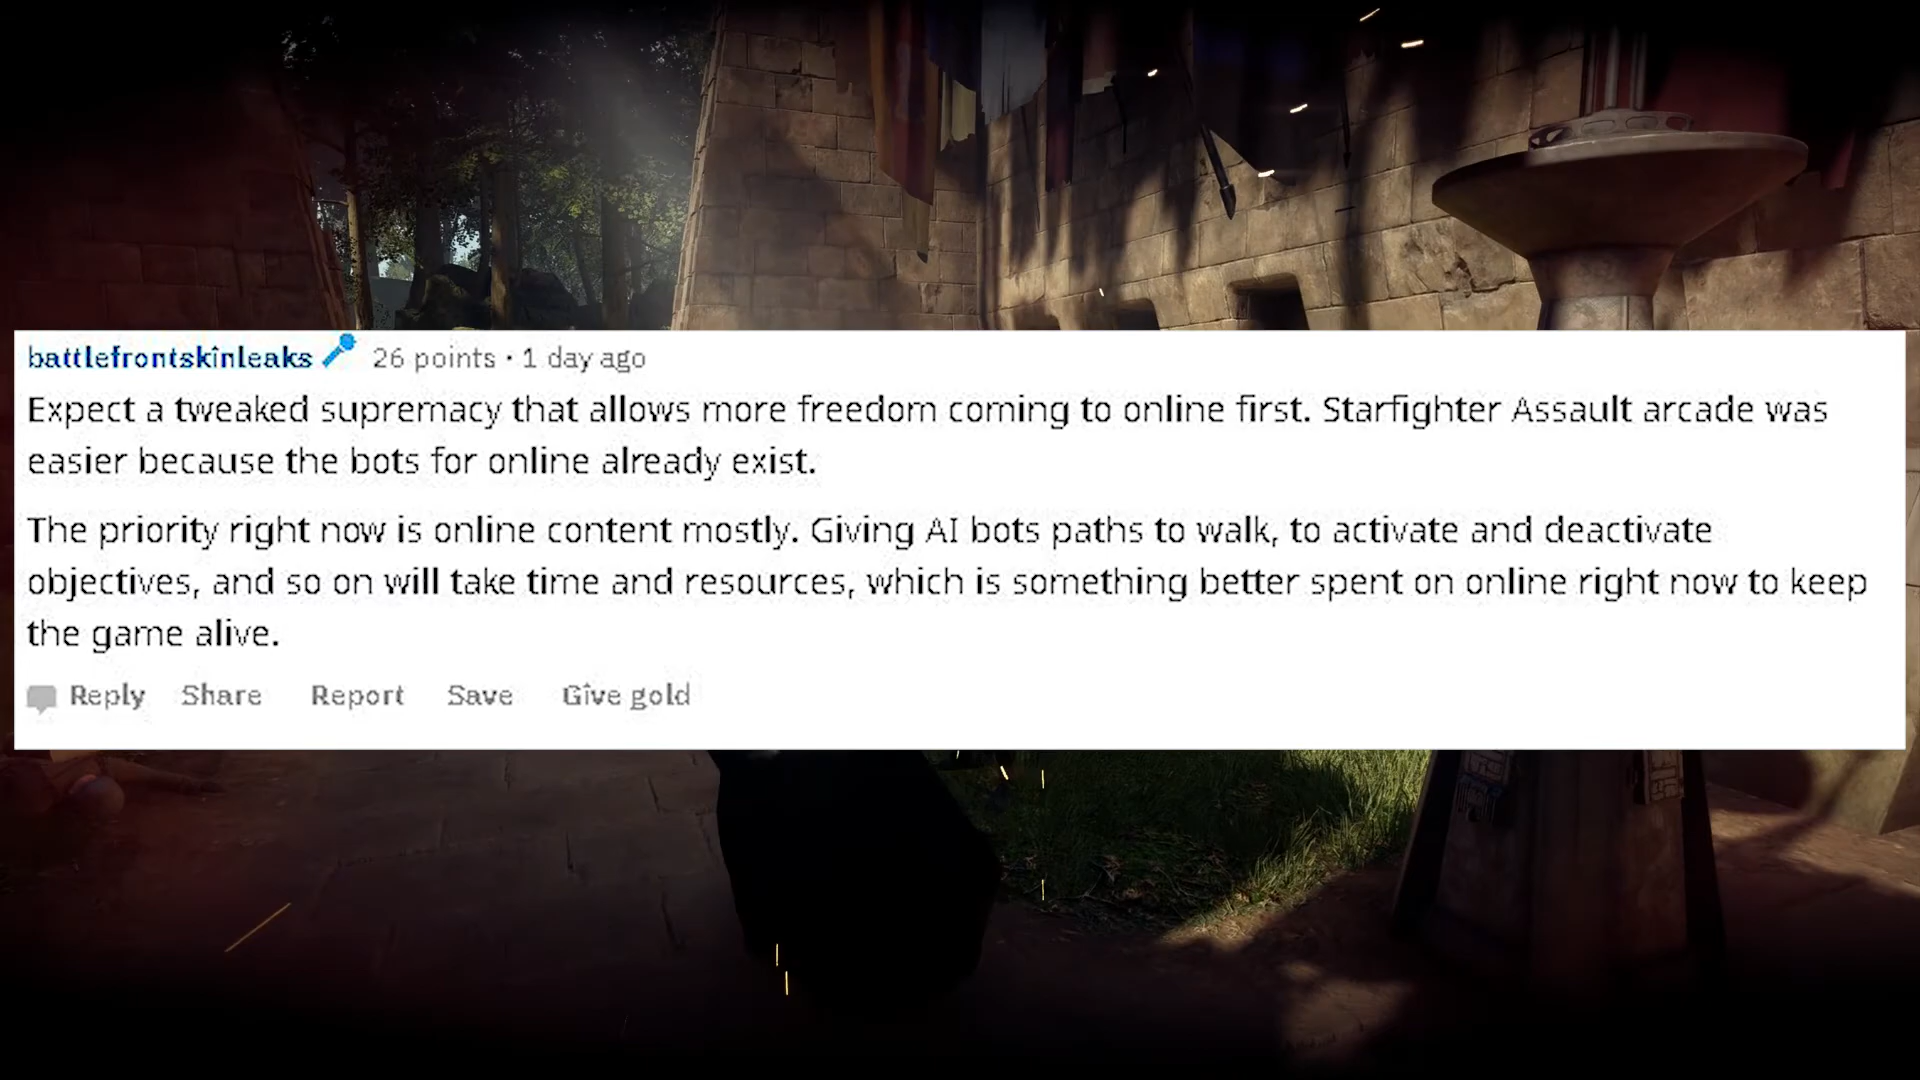 battlefrontskinleaks 26 points · 1 day ago
Expect a tweaked supremacy that allows more freedom coming to online first. Starfighter Assault arcade was
easier because the bots for online already exist.
The priority right now is online content mostly. Giving AI bots paths to walk, to activate and deactivate
objectives, and so on will take time and resources, which is something better spent on online right now to keep
the game alive.
Reply Share Report Save Give gold